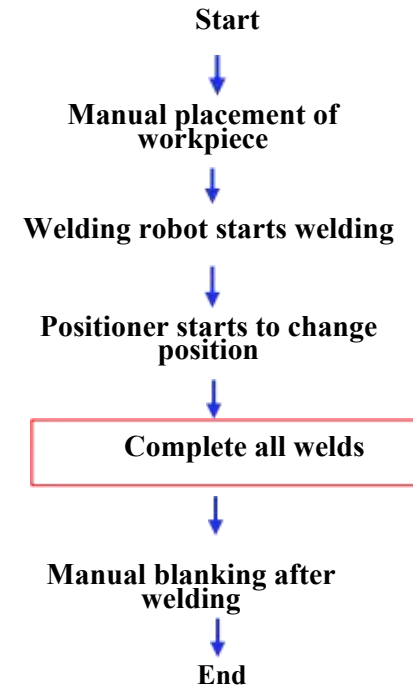 Start
Manual placement of
workpiece
Welding robot starts welding
Positioner starts to change
position
Complete all welds
Manual blanking after
welding
End